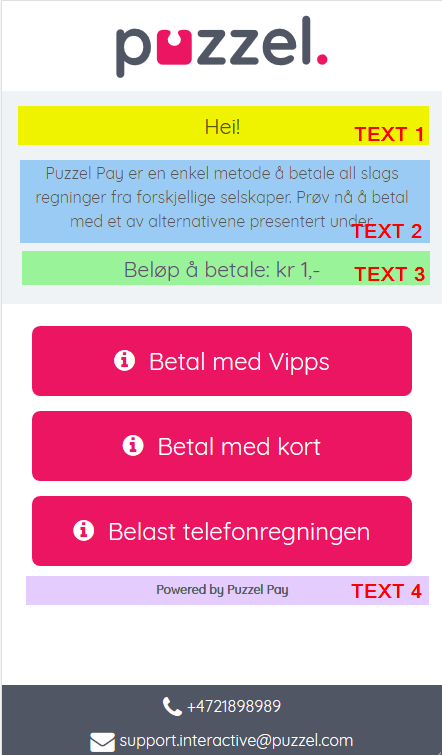 puzzel.
Hei!
TEXT 1
Puzzel Pay er en enkel metode å betale all slags
regninger fra forskjellige selskaper. Prøv nå å betal
med et av alternativene presentert under.
TEXT 2
Beløp å betale: kr 1,-
TEXT 3
Betal med Vipps
Betal med kort
Belast telefonregningen
Powered by Puzzel Pay
TEXT 4
+4721898989
support.interactive@puzzel.com